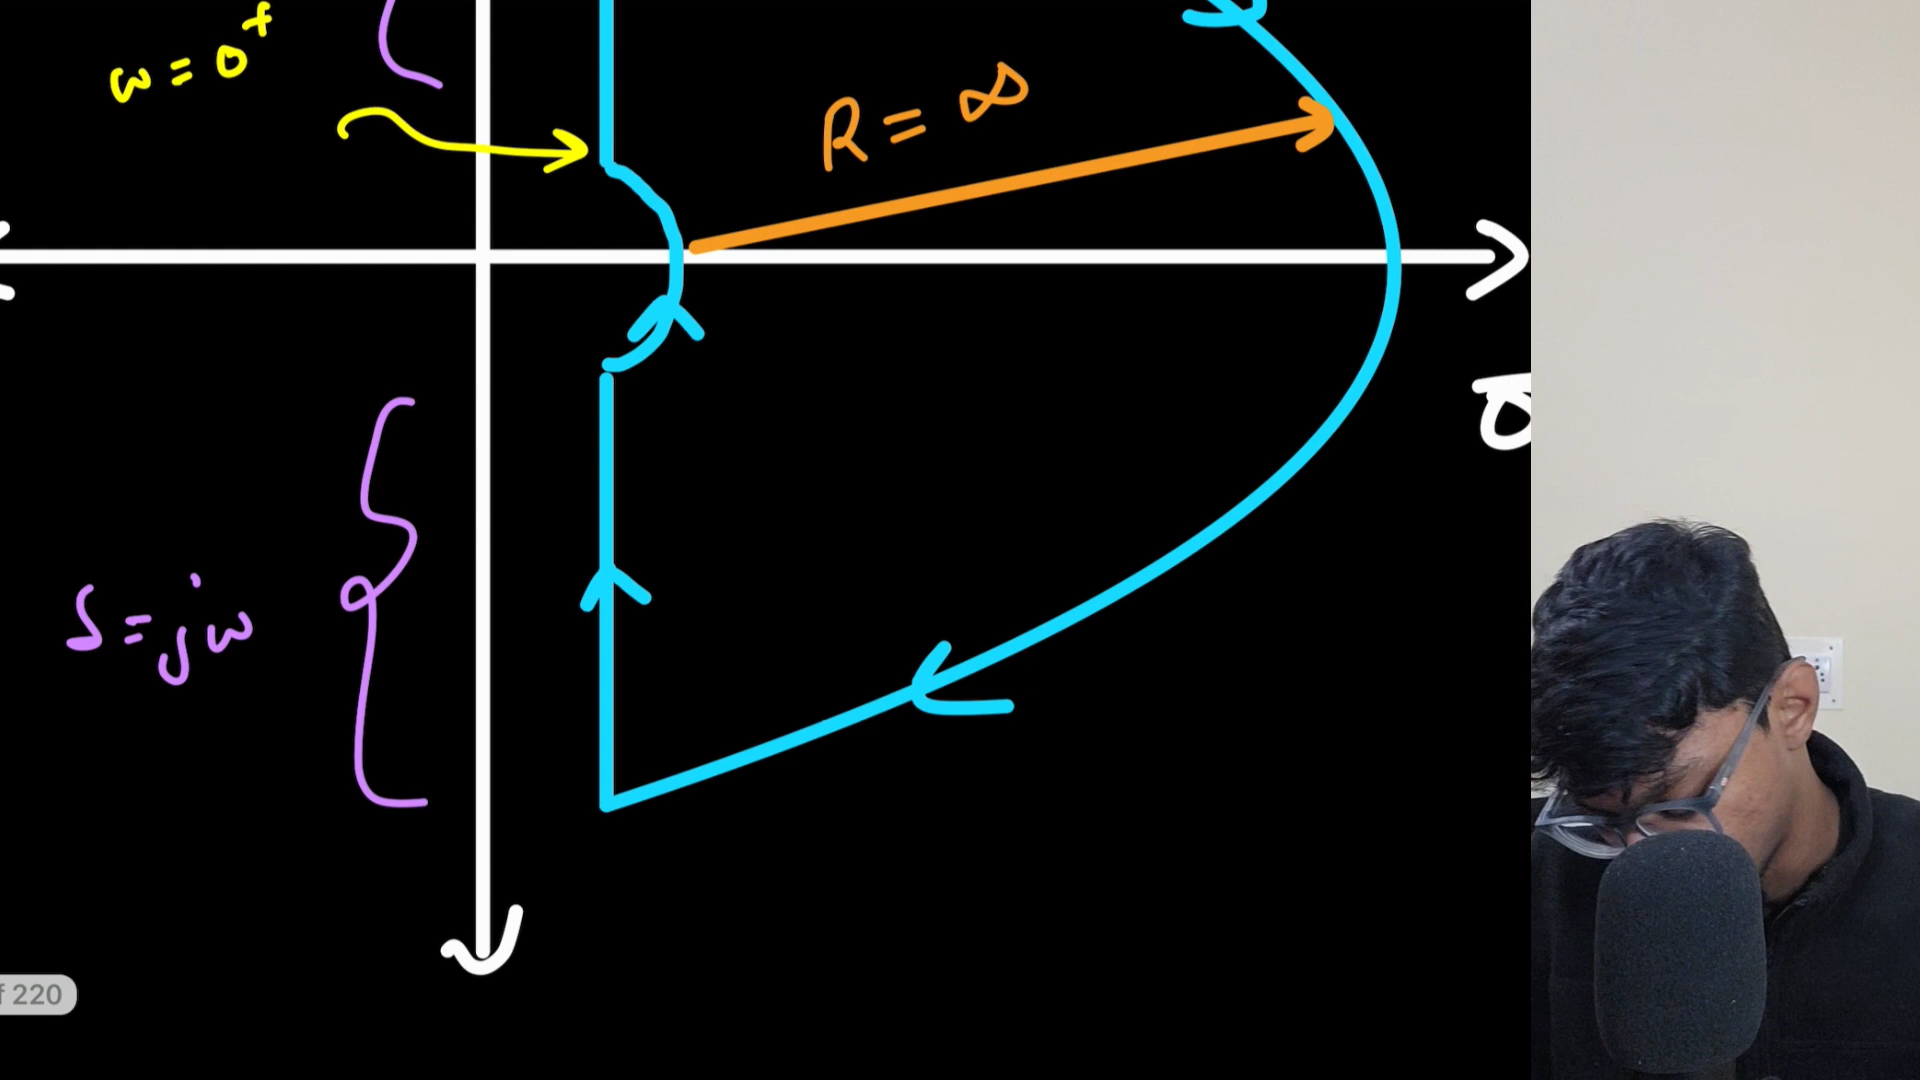 ω = 0⁺
R = ∞
σ
S = jω
f 220